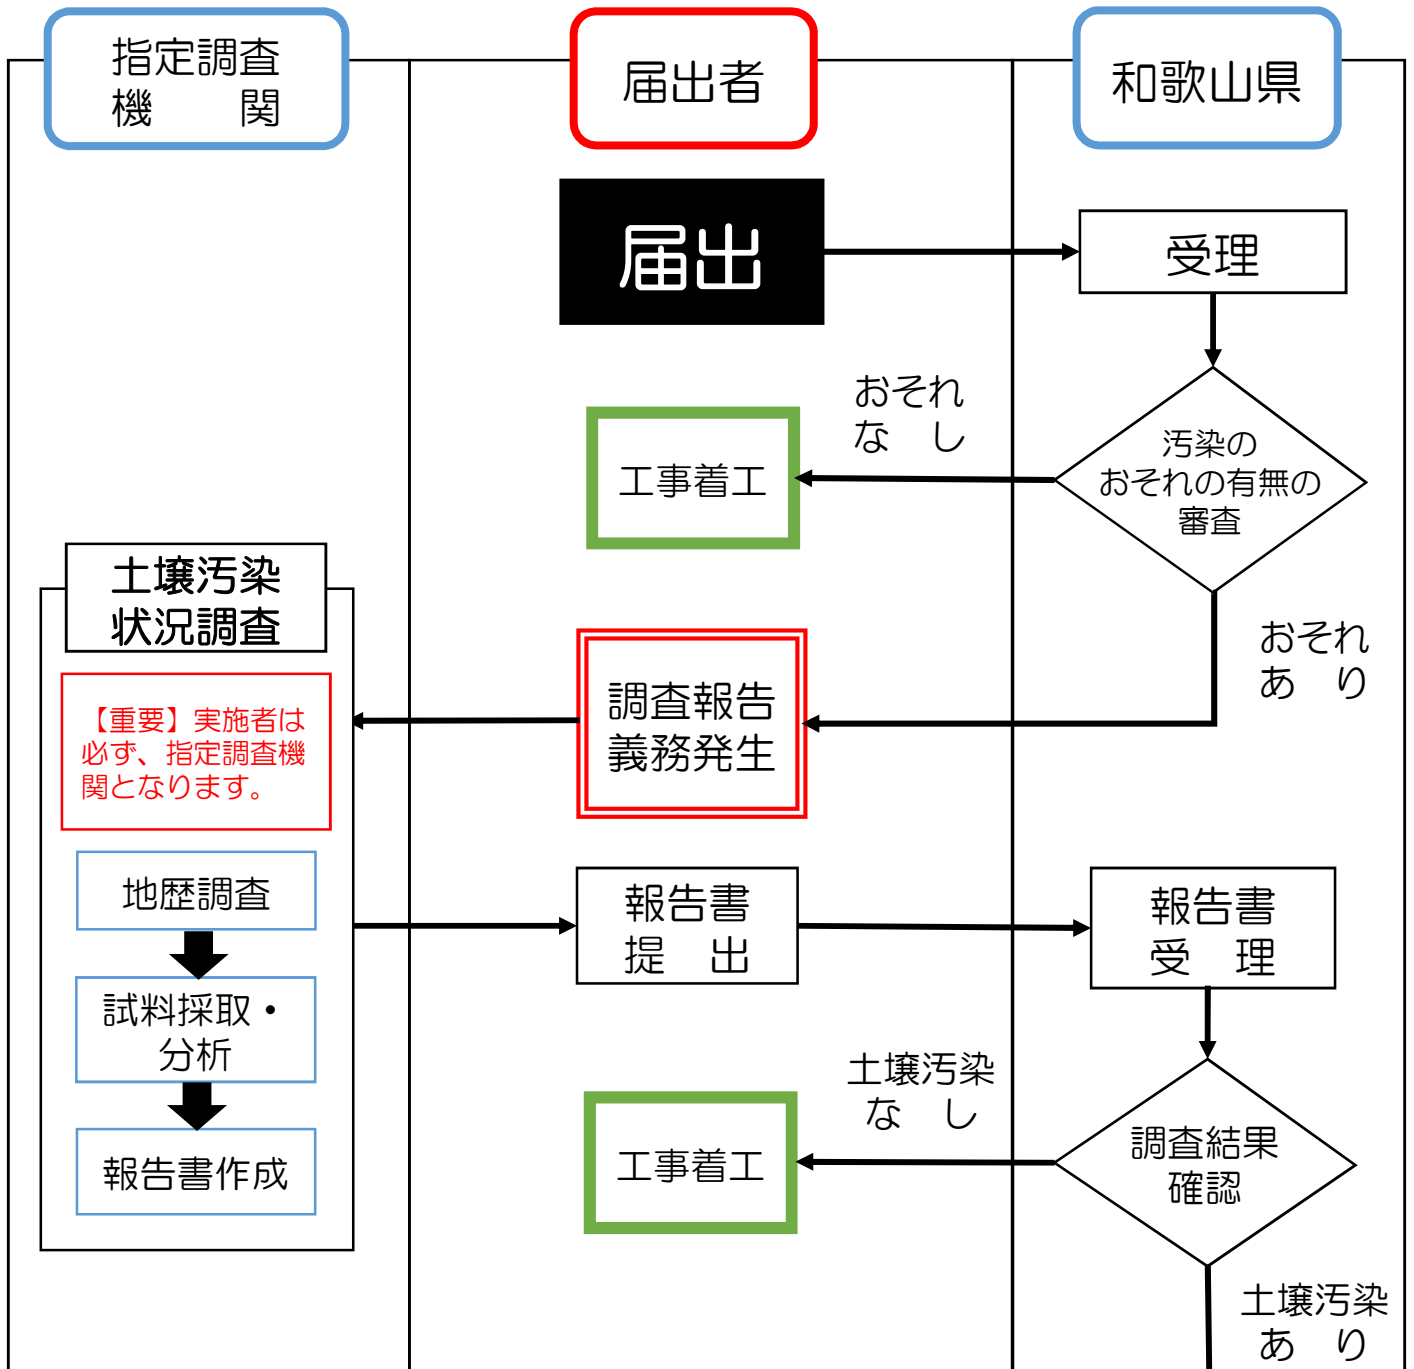 指定調査
機　　関
届出者
和歌山県
届出
受理
おそれ
な　し
汚染の
おそれの有無の
審査
工事着工
土壌汚染
状況調査
おそれ
あ　り
【重要】実施者は
必ず、指定調査機
関となります。
調査報告
義務発生
地歴調査
報告書
提　出
報告書
受　理
試料採取・
分析
土壌汚染
な　し
工事着工
調査結果
確認
報告書作成
土壌汚染
あ　り